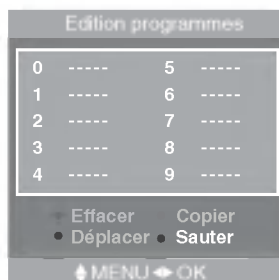 Edition programmes
0 ----- 5 -----
1 ----- 6 -----
2 ----- 7 -----
3 ----- 8 -----
4 ----- 9 -----
Effacer Copier
Déplacer Sauter
MENU OK